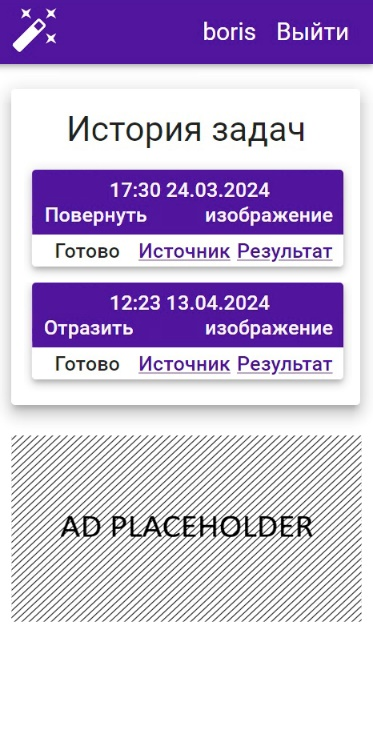 boris Выйти
История задач
17:30 24.03.2024
Повернуть изображение
Готово Источник Результат
12:23 13.04.2024
Отразить изображение
Готово Источник Результат
AD PLACEHOLDER